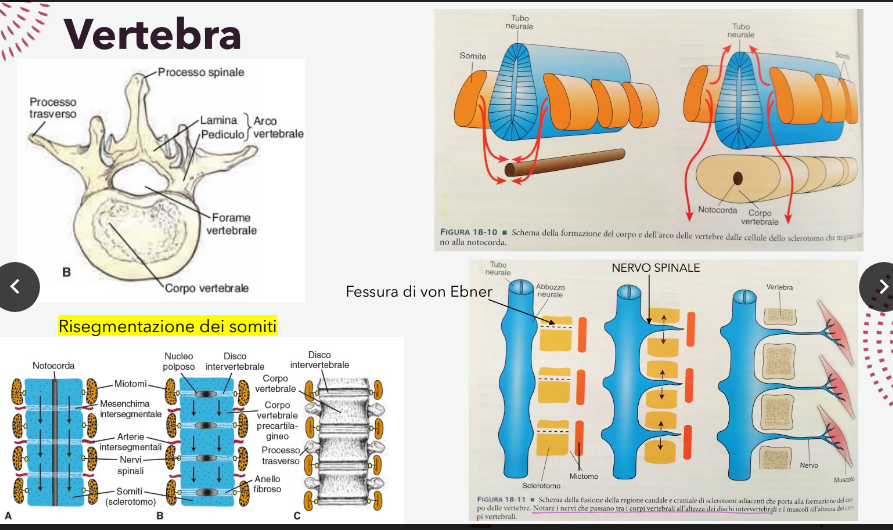 Vertebra
Processo spinale
Processo
trasverso
Lamina
Pediculo
Arco
vertebrale
Forame
vertebrale
B
Corpo vertebrale
Tubo
neurale
Somite
Tubo
neurale
Somiti
Notocorda
Corpo
vertebrale
FIGURA 18-10 ■ Schema della formazione del corpo e dell'arco delle vertebre dalle cellule dello sclerotomo che migrano
no alla notocorda.
Risegmentazione dei somiti
Notocorda
Miotomi
Mesenchima
intersegmentale
Arterie
intersegmentali
Nervi
spinali
Somiti
(sclerotomo)
A
Nucleo
polposo
Disco
intervertebrale
Corpo
vertebrale
precartila-
gineo
Anello
fibroso
B
Disco
intervertebrale
Corpo
vertebrale
Processo
trasverso
C
Fessura di von Ebner
Tubo
neurale
Abbozzo
neurale
NERVO SPINALE
Vertebra
Sclerotomo
Miotomo
Nervo
Muscolo
FIGURA 18-11 ■ Schema della fusione della regione caudale e craniale di sclerotomi adiacenti che porta alla formazione del cor-
po delle vertebre. Notare i nervi che passano tra i corpi vertebrali all'altezza dei dischi intervertebrali e i muscoli all'altezza dei cor-
pi vertebrali.